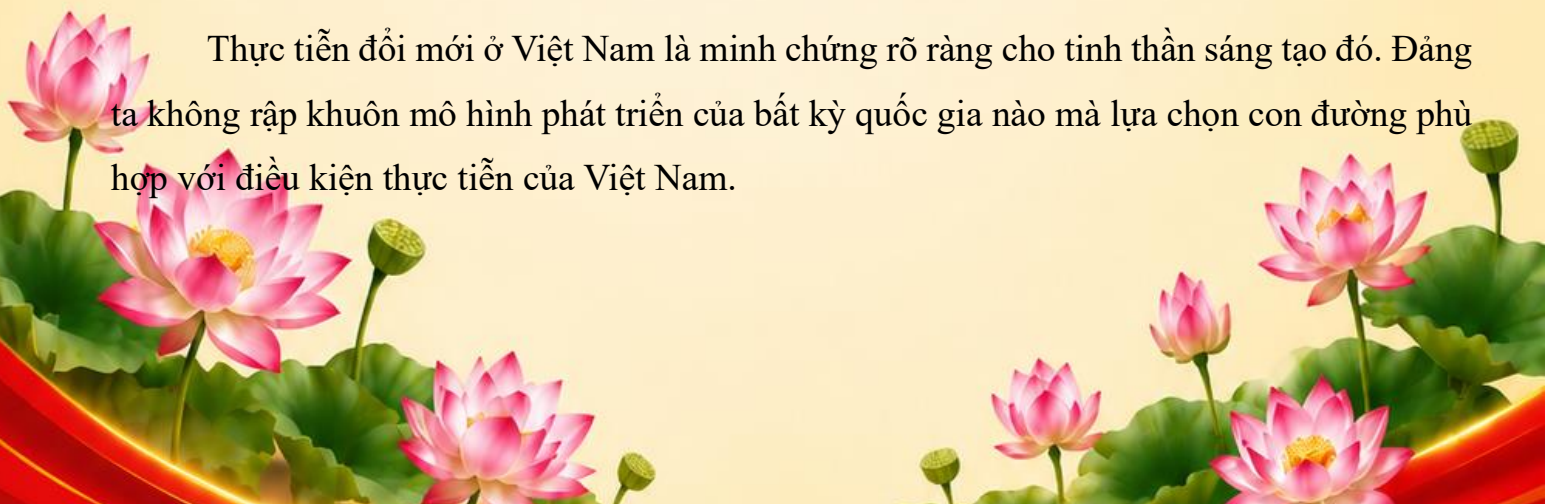 Thực tiễn đổi mới ở Việt Nam là minh chứng rõ ràng cho tinh thần sáng tạo đó. Đảng
ta không rập khuôn mô hình phát triển của bất kỳ quốc gia nào mà lựa chọn con đường phù
hợp với điều kiện thực tiễn của Việt Nam.